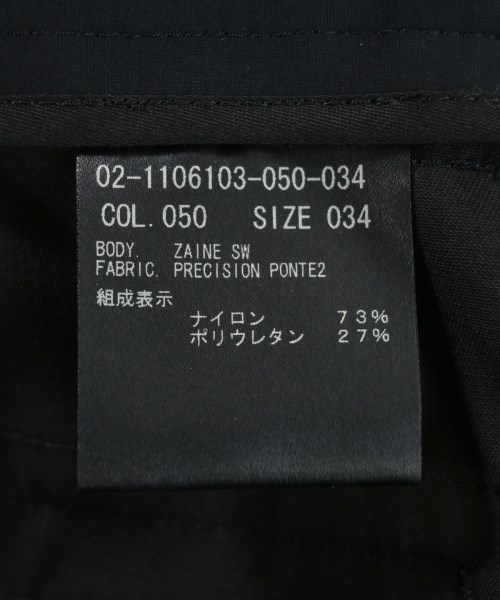 02-1106103-050-034
COL. 050 SIZE 034
BODY. ZAINE SW
FABRIC. PRECISION PONTE2
組成表示
ナイロン 73%
ポリウレタン 27%